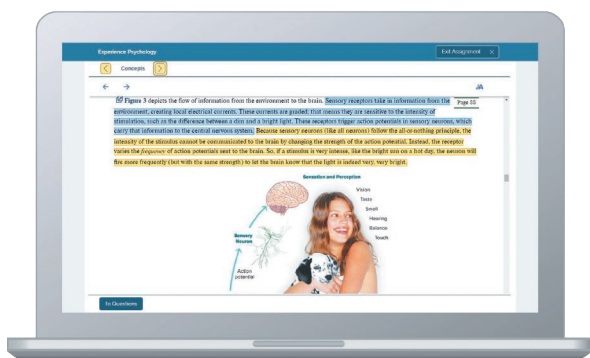 Experience Psychology
Exit Assignment X
Concepts
AA
Figure 3 depicts the flow of information from the environment to the brain. Sensory receptors take in information from the
Page 88
environment, creating local electrical currents. These currents are graded; that means they are sensitive to the intensity of
stimulation, such as the difference between a dim and a bright light. These receptors trigger action potentials in sensory neurons, which
carry that information to the central nervous system. Because sensory neurons (like all neurons) follow the all-or-nothing principle, the
intensity of the stimulus cannot be communicated to the brain by changing the strength of the action potential. Instead, the receptor
varies the frequency of action potentials sent to the brain. So, if a stimulus is very intense, like the bright sun on a hot day, the neuron will
fire more frequently (but with the same strength) to let the brain know that the light is indeed very, very bright.
Sensation and Perception
Vision
Taste
Smell
Hearing
Balance
Touch
Sensory
Neuron
Action
potential
To Questions